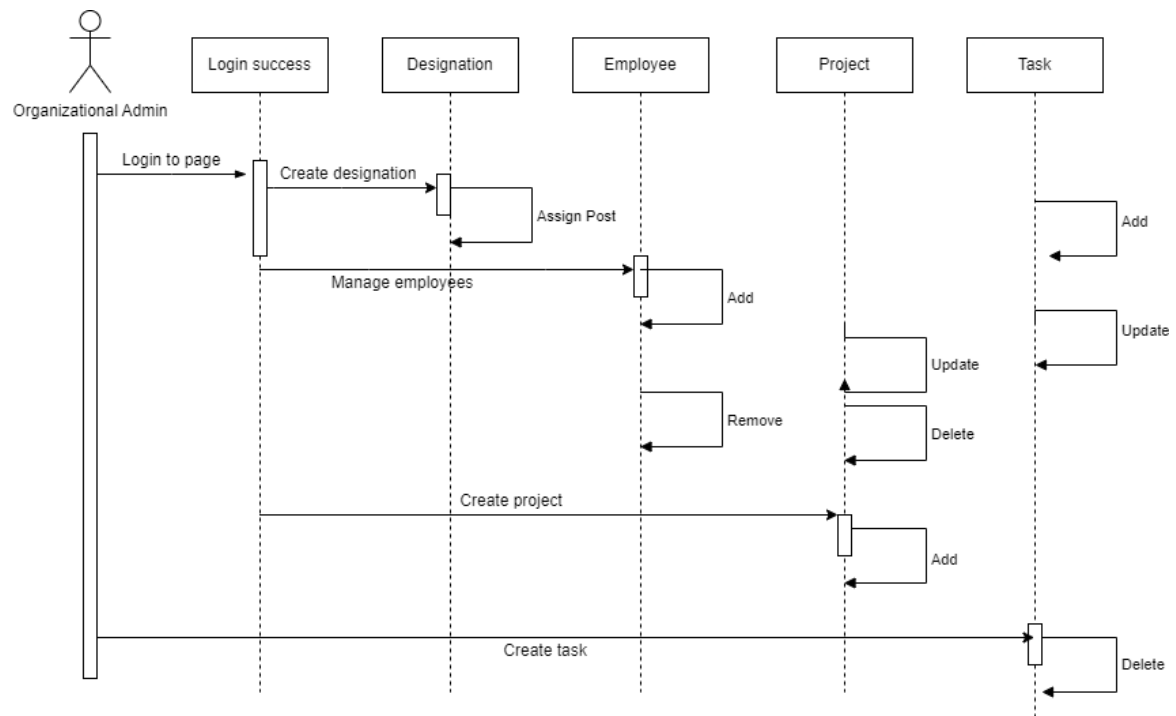 Login success
Designation
Employee
Project
Task
Organizational Admin
Login to page
Create designation
Assign Post
Add
Manage employees
Add
Update
Update
Remove
Delete
Create project
Add
Create task
Delete